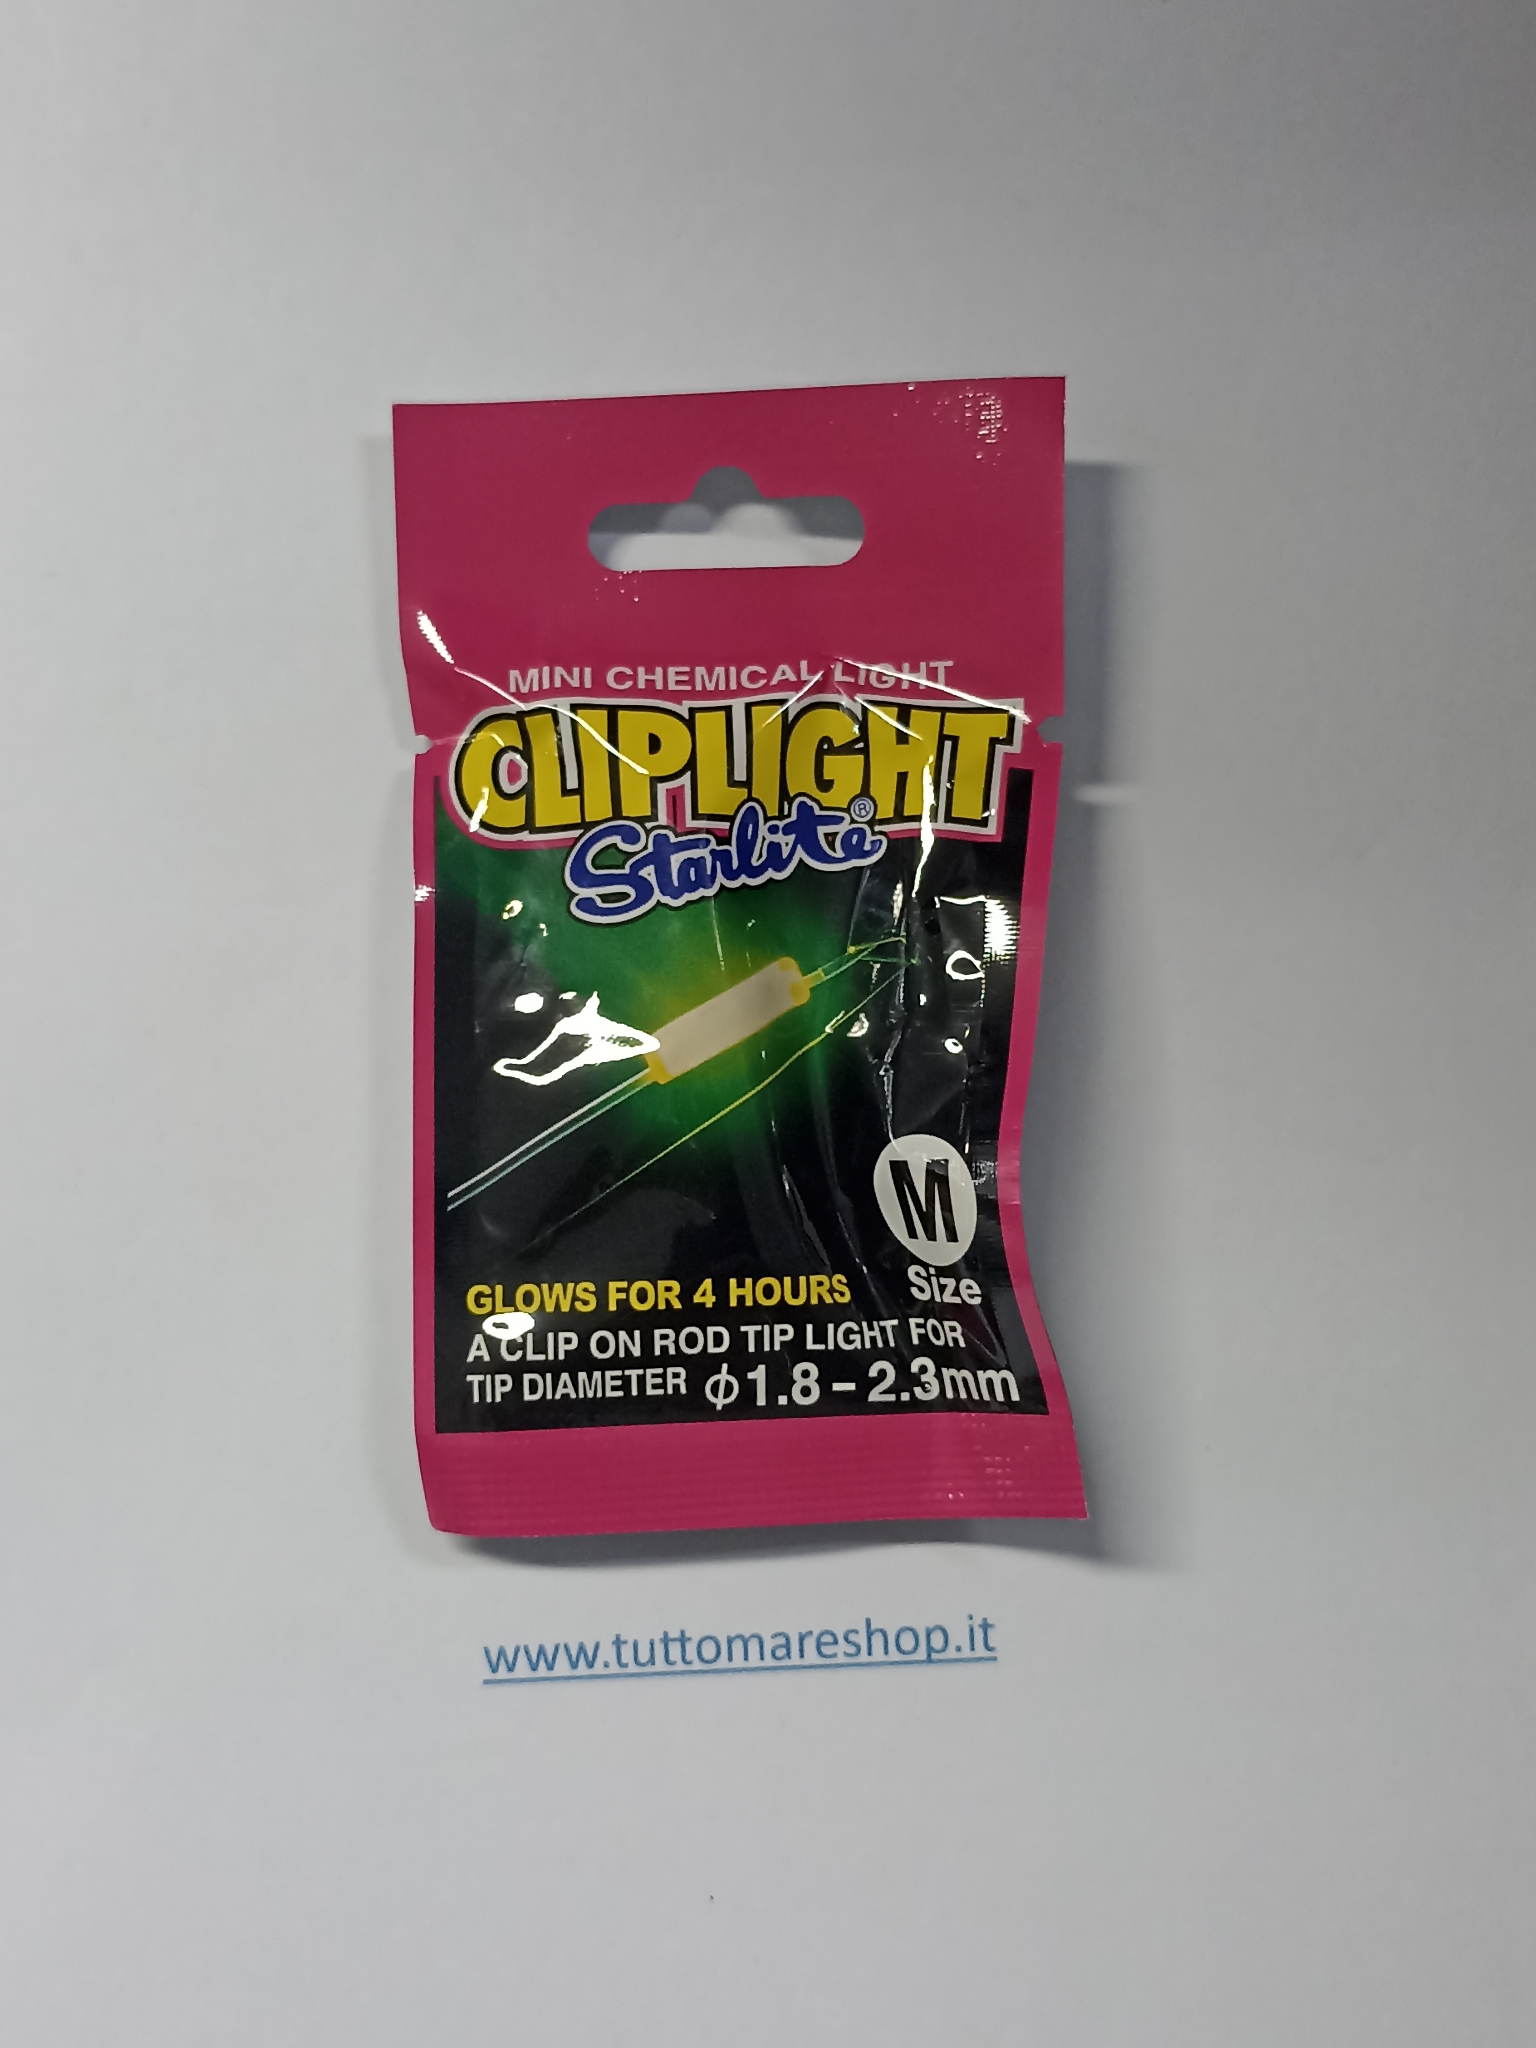 MINI CHEMICAL LIGHT
CLIPLIGHT
Starlite®
M
Size
GLOWS FOR 4 HOURS
A CLIP ON ROD TIP LIGHT FOR
TIP DIAMETER ϕ1.8 - 2.3mm
www.tuttomareshop.it